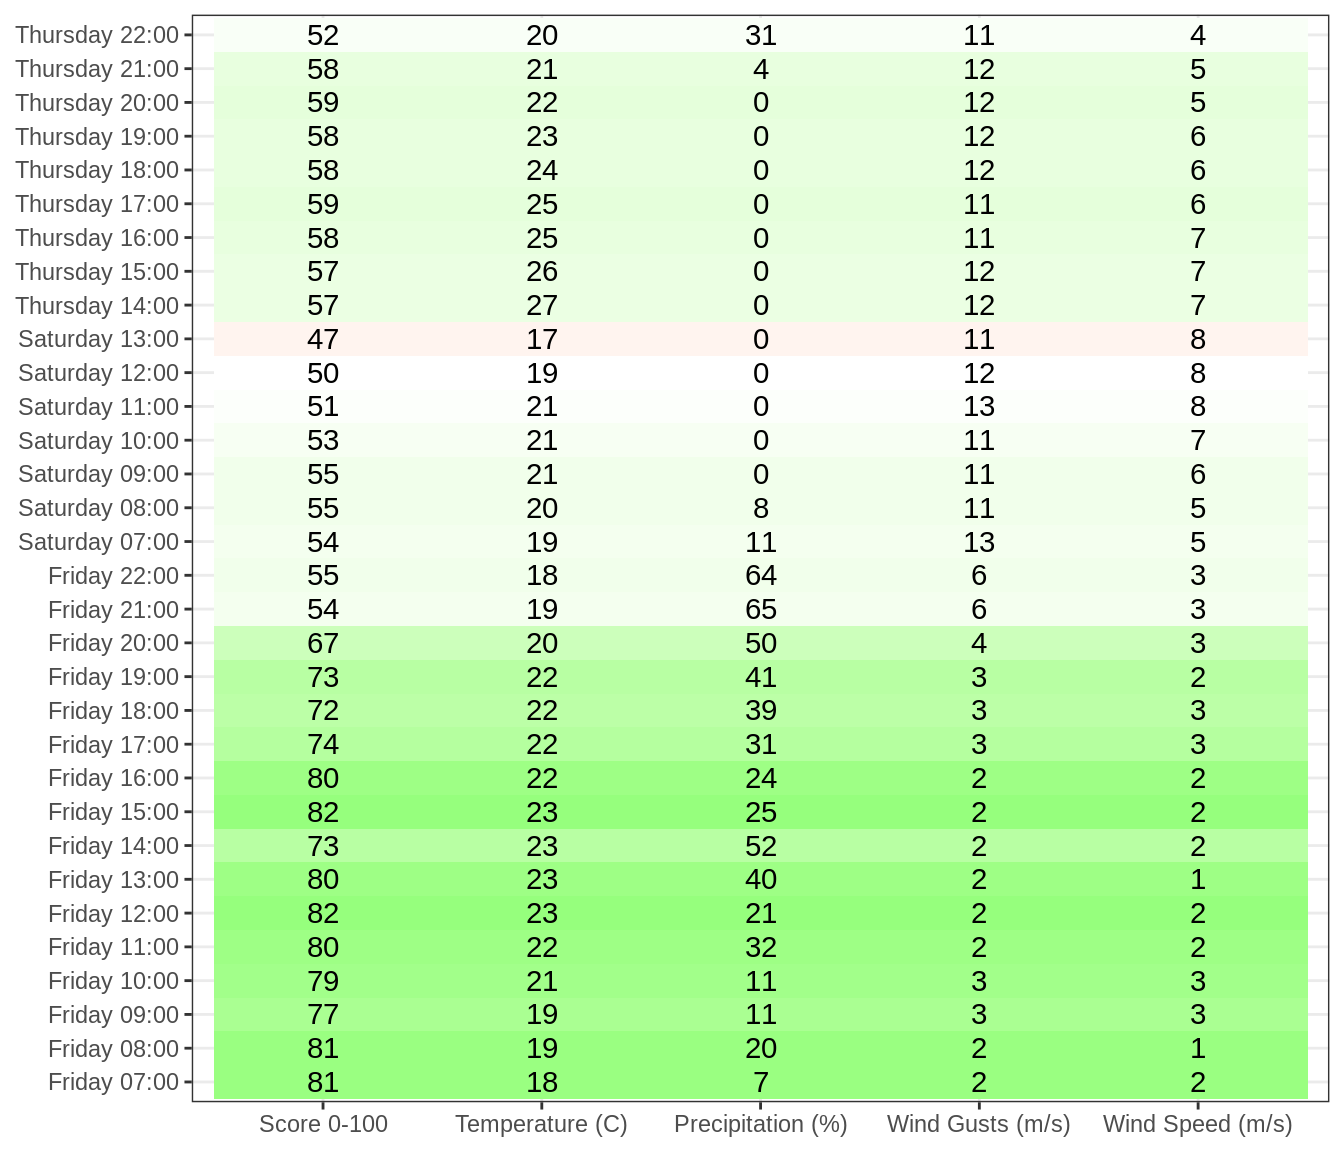 Thursday 22:00 52 20 31 11 4
Thursday 21:00 58 21 4 12 5
Thursday 20:00 59 22 0 12 5
Thursday 19:00 58 23 0 12 6
Thursday 18:00 58 24 0 12 6
Thursday 17:00 59 25 0 11 6
Thursday 16:00 58 25 0 11 7
Thursday 15:00 57 26 0 12 7
Thursday 14:00 57 27 0 12 7
Saturday 13:00 47 17 0 11 8
Saturday 12:00 50 19 0 12 8
Saturday 11:00 51 21 0 13 8
Saturday 10:00 53 21 0 11 7
Saturday 09:00 55 21 0 11 6
Saturday 08:00 55 20 8 11 5
Saturday 07:00 54 19 11 13 5
Friday 22:00 55 18 64 6 3
Friday 21:00 54 19 65 6 3
Friday 20:00 67 20 50 4 3
Friday 19:00 73 22 41 3 2
Friday 18:00 72 22 39 3 3
Friday 17:00 74 22 31 3 3
Friday 16:00 80 22 24 2 2
Friday 15:00 82 23 25 2 2
Friday 14:00 73 23 52 2 2
Friday 13:00 80 23 40 2 1
Friday 12:00 82 23 21 2 2
Friday 11:00 80 22 32 2 2
Friday 10:00 79 21 11 3 3
Friday 09:00 77 19 11 3 3
Friday 08:00 81 19 20 2 1
Friday 07:00 81 18 7 2 2
Score 0-100 Temperature (C) Precipitation (%) Wind Gusts (m/s) Wind Speed (m/s)